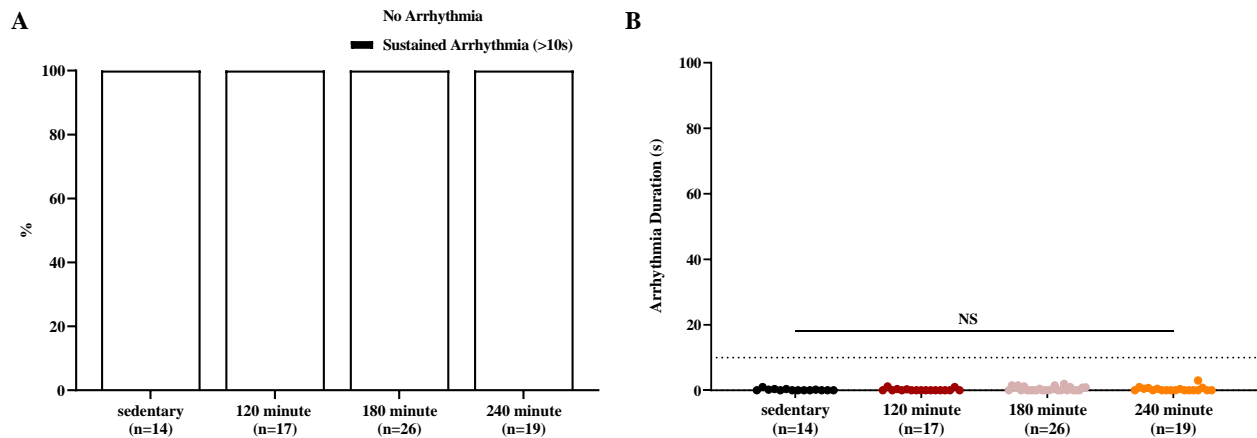 A
No Arrhythmia
Sustained Arrhythmia (>10s)
100
80
60
40
20
0
%
sedentary
(n=14)
120 minute
(n=17)
180 minute
(n=26)
240 minute
(n=19)
B
100
80
60
40
20
0
Arrhythmia Duration (s)
NS
sedentary
(n=14)
120 minute
(n=17)
180 minute
(n=26)
240 minute
(n=19)